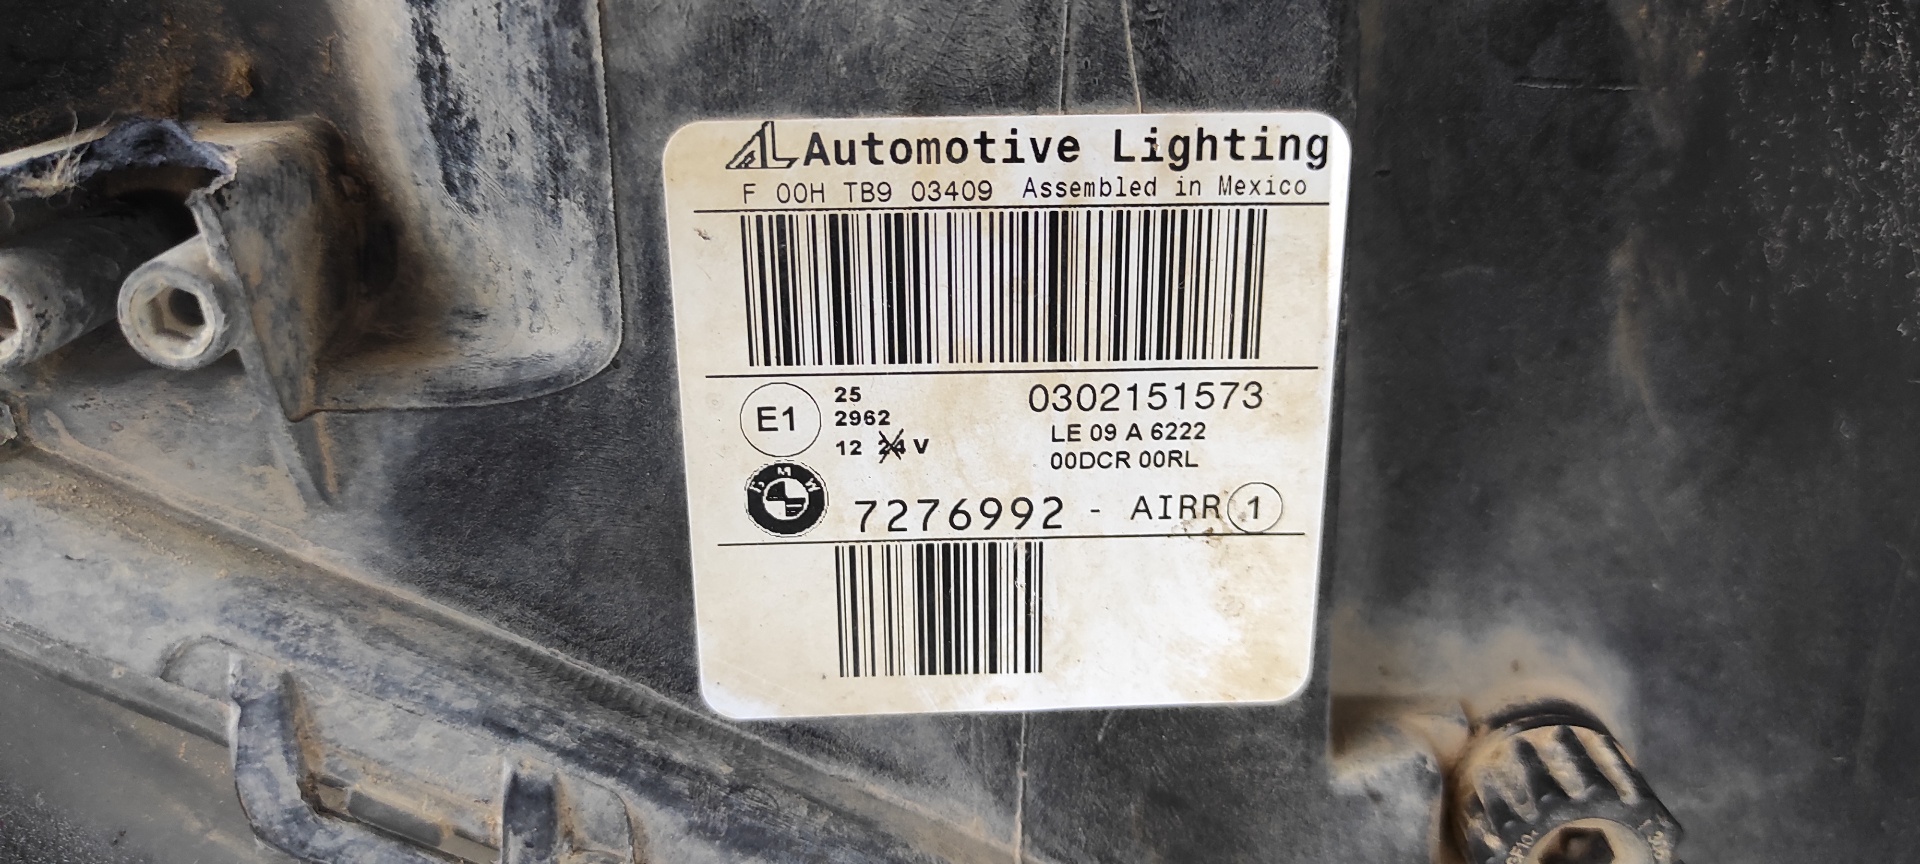 AL Automotive Lighting
F 00H TB9 03409 Assembled in Mexico
E1
25
2962
12 24 V
0302151573
LE 09 A 6222
00DCR 00RL
BMW
7276992 - AIRR 1